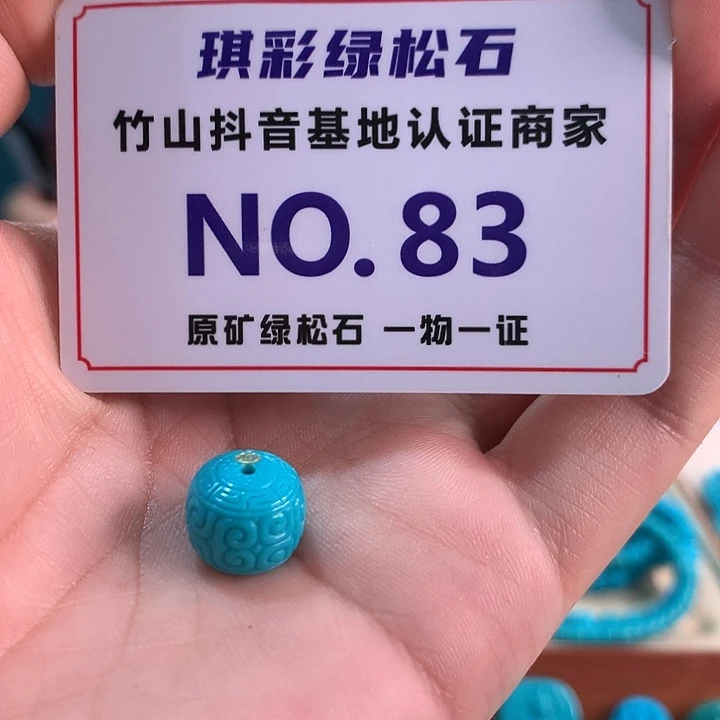 琪彩绿松石
竹山抖音基地认证商家
NO.83
原矿绿松石 一物一证